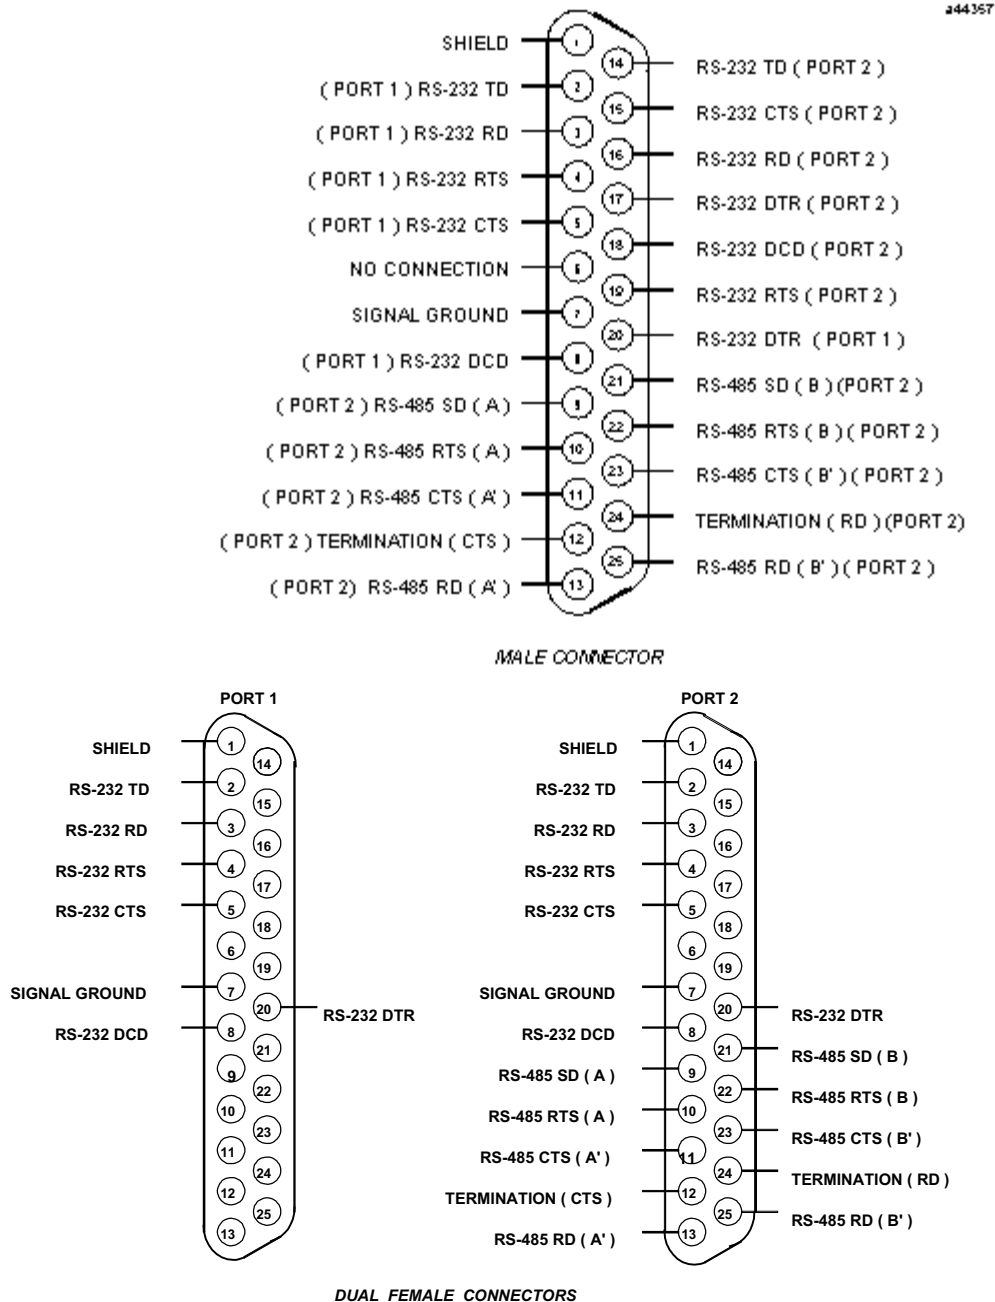 a44357
SHIELD
( PORT 1 ) RS-232 TD
( PORT 1 ) RS-232 RD
( PORT 1 ) RS-232 RTS
( PORT 1 ) RS-232 CTS
NO CONNECTION
SIGNAL GROUND
( PORT 1 ) RS-232 DCD
( PORT 2 ) RS-485 SD ( A )
( PORT 2 ) RS-485 RTS ( A )
( PORT 2 ) RS-485 CTS ( A' )
( PORT 2 ) TERMINATION ( CTS )
( PORT 2) RS-485 RD ( A' )
1
2
3
4
5
6
7
8
9
10
11
12
13
14
15
16
17
18
19
20
21
22
23
24
25
RS-232 TD ( PORT 2 )
RS-232 CTS ( PORT 2 )
RS-232 RD ( PORT 2 )
RS-232 DTR ( PORT 2 )
RS-232 DCD ( PORT 2 )
RS-232 RTS ( PORT 2 )
RS-232 DTR ( PORT 1 )
RS-485 SD ( B ) (PORT 2 )
RS-485 RTS ( B ) ( PORT 2 )
RS-485 CTS ( B' ) ( PORT 2 )
TERMINATION ( RD ) (PORT 2)
RS-485 RD ( B' ) ( PORT 2 )
MALE CONNECTOR
PORT 1
SHIELD
RS-232 TD
RS-232 RD
RS-232 RTS
RS-232 CTS
SIGNAL GROUND
RS-232 DCD
1
2
3
4
5
6
7
8
9
10
11
12
13
14
15
16
17
18
19
20
21
22
23
24
25
RS-232 DTR
PORT 2
SHIELD
RS-232 TD
RS-232 RD
RS-232 RTS
RS-232 CTS
SIGNAL GROUND
RS-232 DCD
RS-485 SD ( A )
RS-485 RTS ( A )
RS-485 CTS ( A' )
TERMINATION ( CTS )
RS-485 RD ( A' )
1
2
3
4
5
6
7
8
9
10
11
12
13
14
15
16
17
18
19
20
21
22
23
24
25
RS-232 DTR
RS-485 SD ( B )
RS-485 RTS ( B )
RS-485 CTS ( B' )
TERMINATION ( RD )
RS-485 RD ( B' )
DUAL FEMALE CONNECTORS